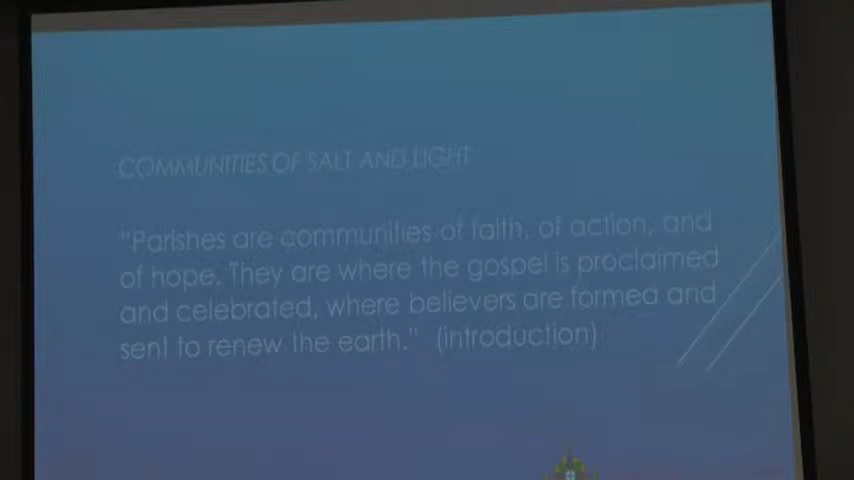 COMMUNITIES OF SALT AND LIGHT
"Parishes are communities of faith, of action, and
of hope. They are where the gospel is proclaimed
and celebrated, where believers are formed and
sent to renew the earth." (introduction)